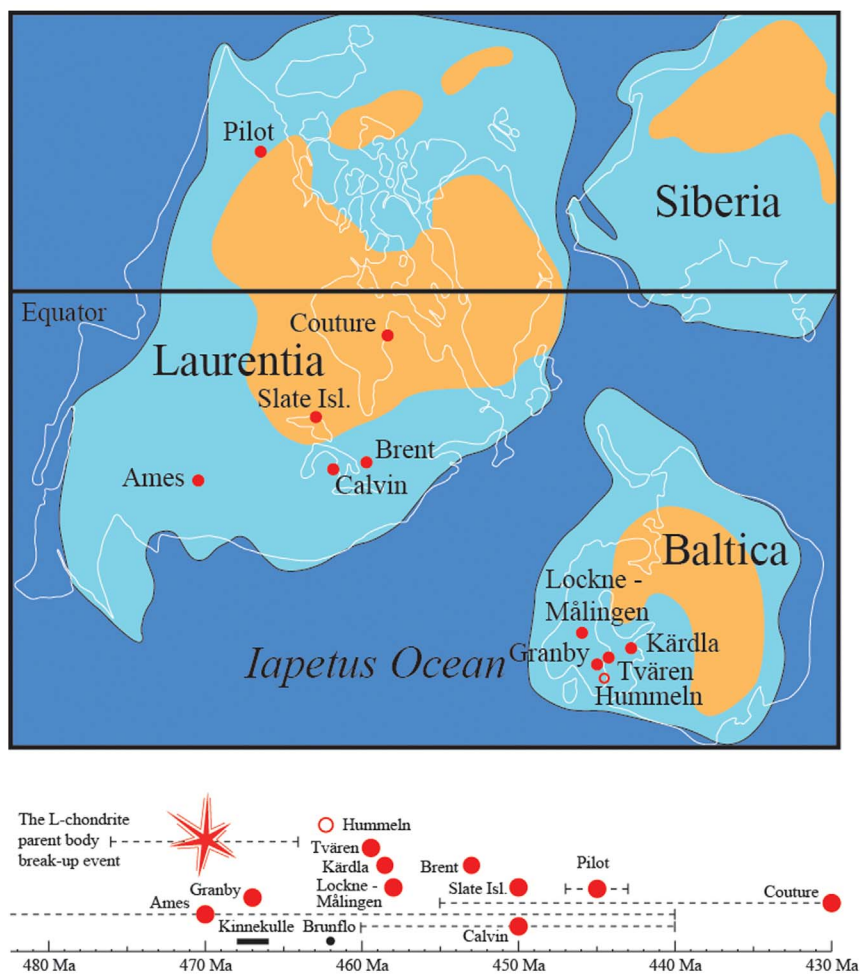 Pilot
Siberia
Equator
Couture
Laurentia
Slate Isl.
Brent
Ames
Calvin
Baltica
Lockne -
Målingen
Iapetus Ocean
Granby
Kärdla
Tvären
Hummeln
The L-chondrite
parent body
break-up event
Hummeln
Tvären
Kärdla
Brent
Pilot
Granby
Lockne -
Målingen
Slate Isl.
Couture
Ames
Kinnekulle
Brunflo
Calvin
480 Ma
470 Ma
460 Ma
450 Ma
440 Ma
430 Ma